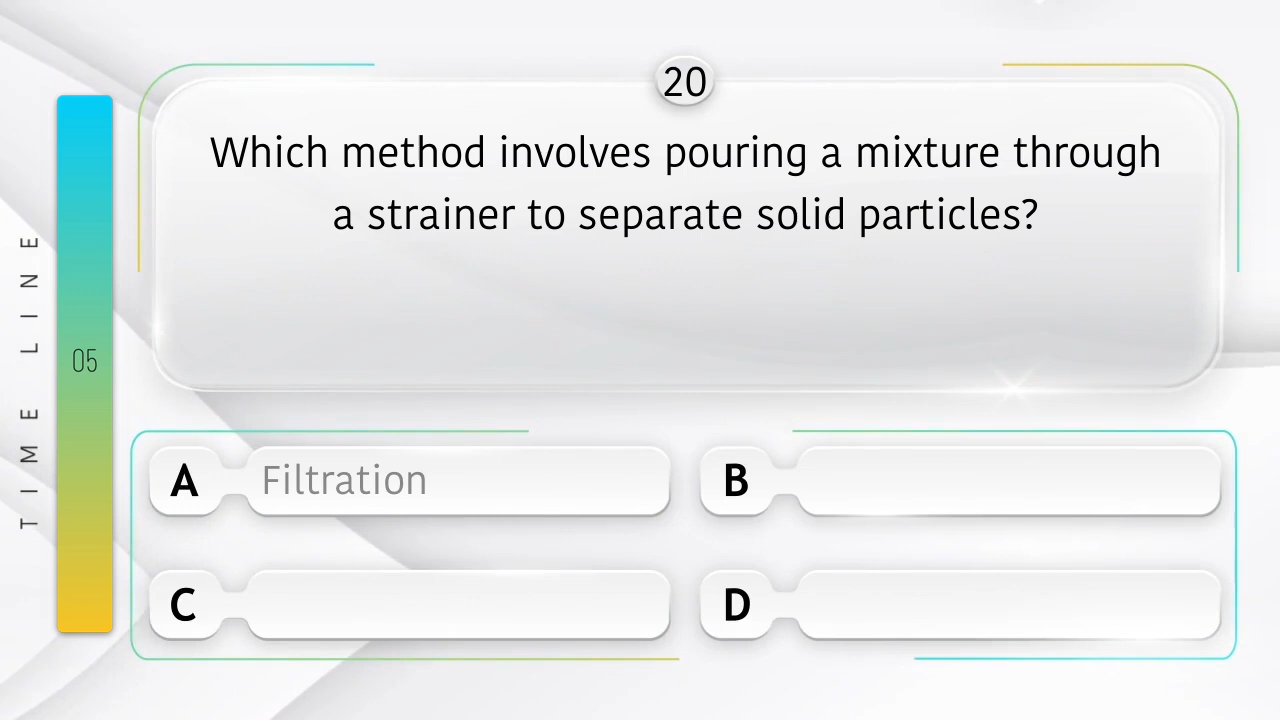 20
Which method involves pouring a mixture through
a strainer to separate solid particles?
TIME LINE
05
A Filtration
B
C
D